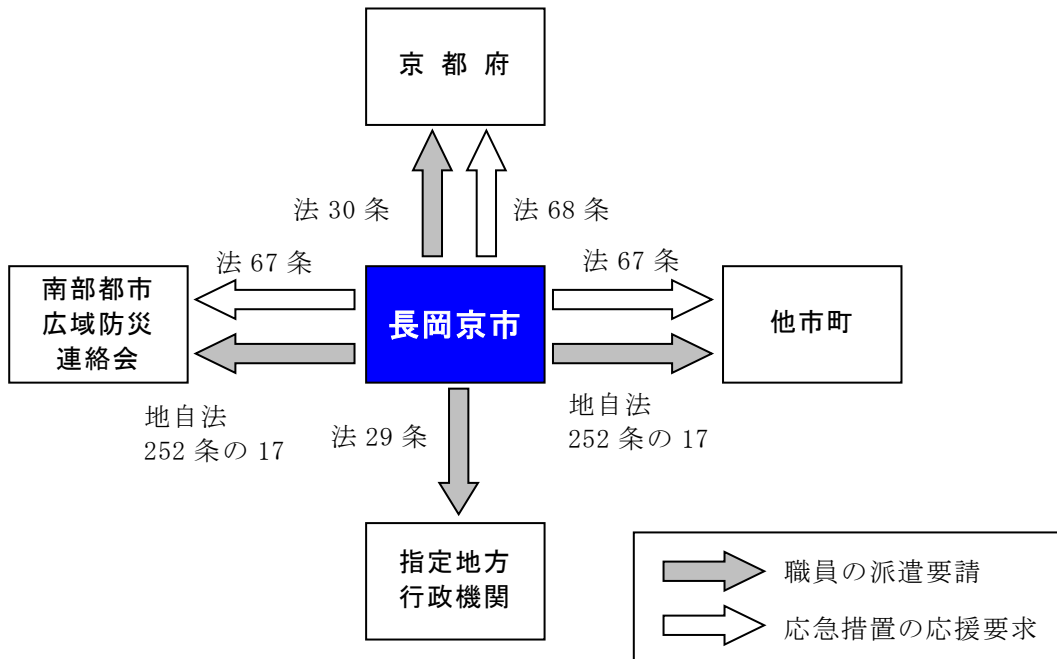 京都府
法 30 条
法 68 条
法 67 条
法 67 条
南部都市
広域防災
連絡会
長岡京市
他市町
地自法
252 条の 17
法 29 条
地自法
252 条の 17
指定地方
行政機関
職員の派遣要請
応急措置の応援要求